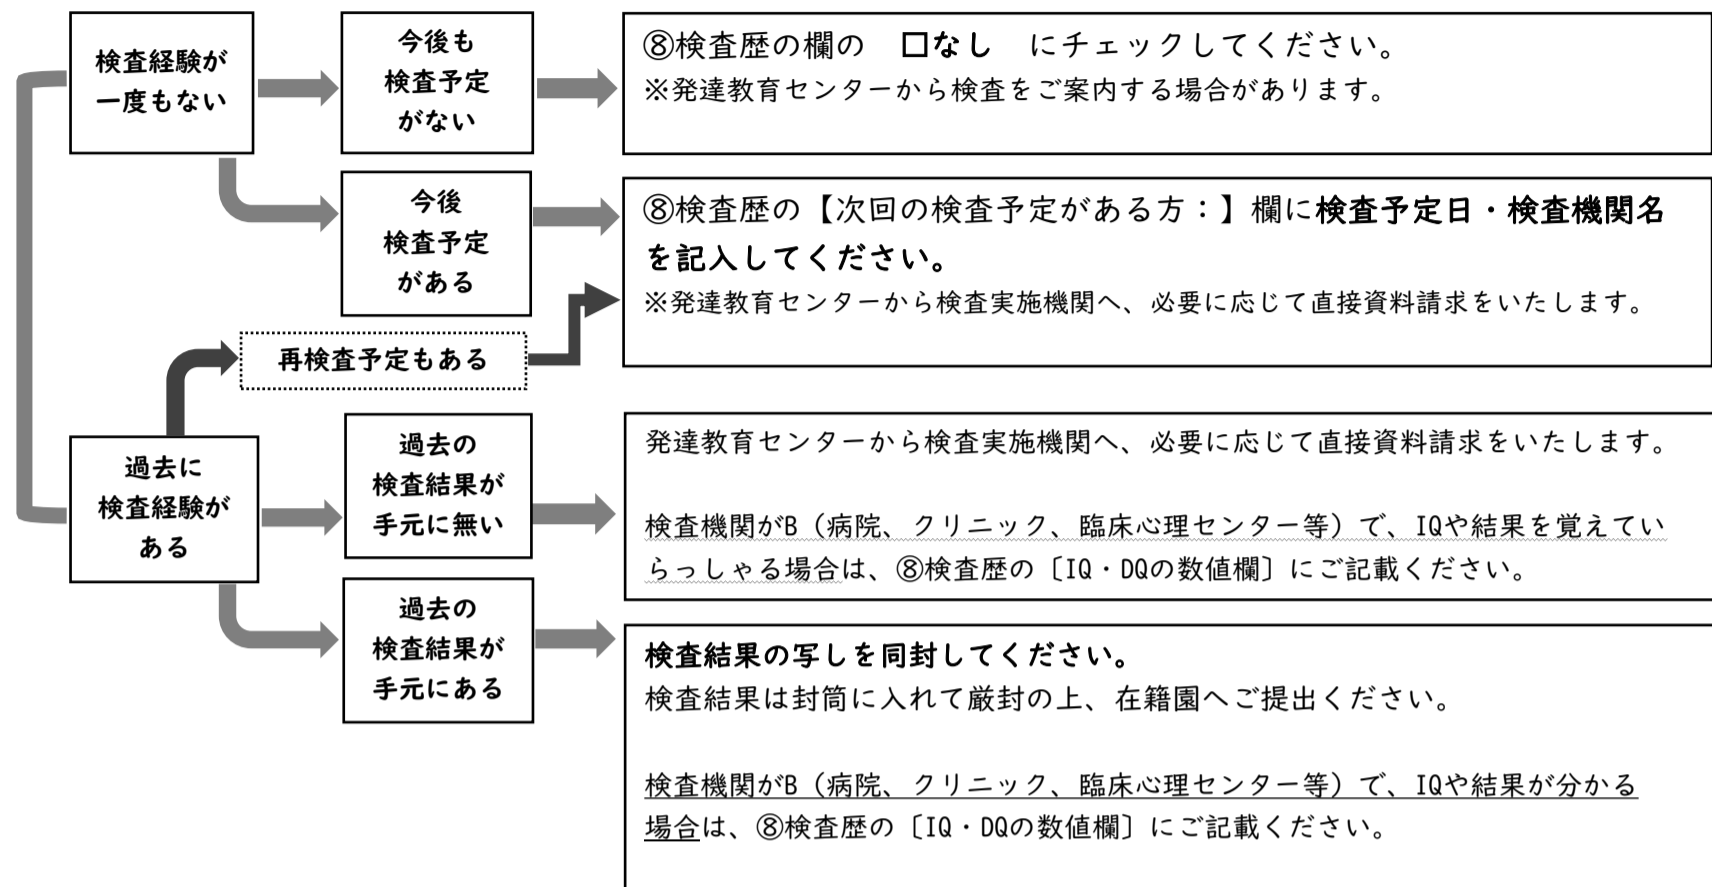 検査経験が
一度もない
今後も
検査予定
がない
⑧検査歴の欄の　□なし　にチェックしてください。
※発達教育センターから検査をご案内する場合があります。
今後
検査予定
がある
⑧検査歴の【次回の検査予定がある方：】欄に検査予定日・検査機関名
を記入してください。
※発達教育センターから検査実施機関へ、必要に応じて直接資料請求をいたします。
再検査予定もある
過去に
検査経験が
ある
過去の
検査結果が
手元に無い
発達教育センターから検査実施機関へ、必要に応じて直接資料請求をいたします。
検査機関がB（病院、クリニック、臨床心理センター等）で、IQや結果を覚えてい
らっしゃる場合は、⑧検査歴の〔IQ・DQの数値欄〕にご記載ください。
過去の
検査結果が
手元にある
検査結果の写しを同封してください。
検査結果は封筒に入れて厳封の上、在籍園へご提出ください。
検査機関がB（病院、クリニック、臨床心理センター等）で、IQや結果が分かる
場合は、⑧検査歴の〔IQ・DQの数値欄〕にご記載ください。